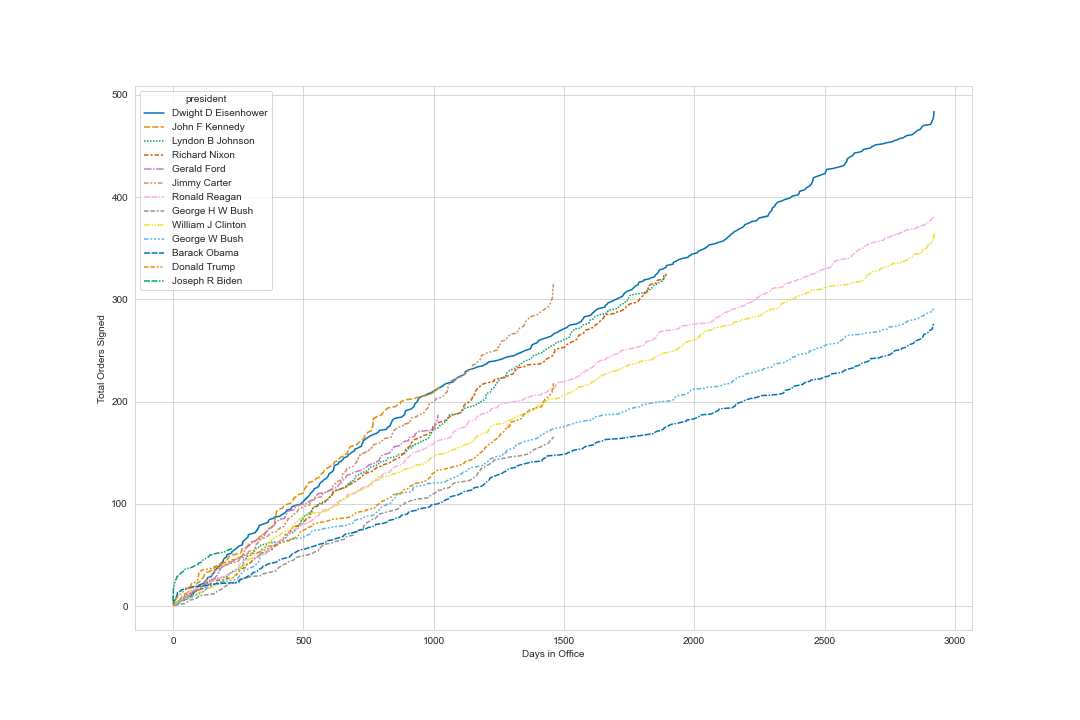 president
Dwight D Eisenhower
John F Kennedy
Lyndon B Johnson
Richard Nixon
Gerald Ford
Jimmy Carter
Ronald Reagan
George H W Bush
William J Clinton
George W Bush
Barack Obama
Donald Trump
Joseph R Biden
Total Orders Signed
500
400
300
200
100
0
0 500 1000 1500 2000 2500 3000
Days in Office